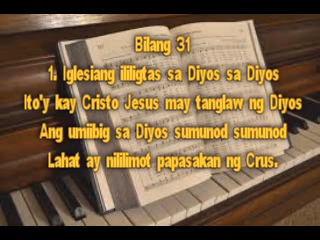 Bilang 31
1. Iglesiang ililigtas sa Diyos sa Diyos
Ito'y kay Cristo Jesus may tanglaw ng Diyos
Ang umiibig sa Diyos sumunod sumunod
Lahat ay nililimot papasakan ng Crus.